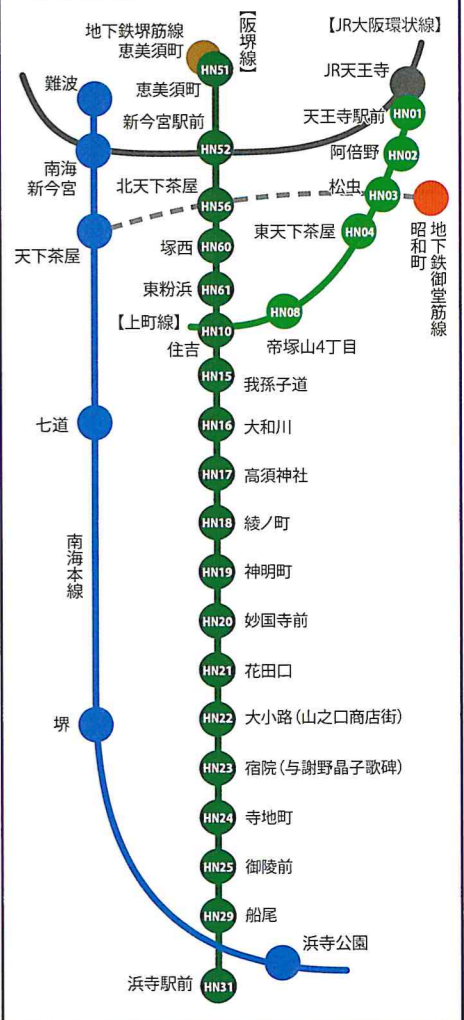 地下鉄堺筋線
恵美須町
【阪堺線】
【JR大阪環状線】
JR天王寺
HN51
恵美須町
難波
天王寺駅前
HN01
新今宮駅前
HN52
阿倍野
HN02
南海
新今宮
北天下茶屋
HN56
松虫
HN03
地下鉄御堂筋線
昭和町
天下茶屋
塚西
HN60
東天下茶屋
HN04
東粉浜
HN61
【上町線】
HN08
帝塚山4丁目
住吉
HN10
HN15
我孫子道
七道
HN16
大和川
HN17
高須神社
HN18
綾ノ町
南海本線
HN19
神明町
HN20
妙国寺前
HN21
花田口
堺
HN22
大小路（山之口商店街）
HN23
宿院（与謝野晶子歌碑）
HN24
寺地町
HN25
御陵前
HN29
船尾
浜寺公園
浜寺駅前
HN31